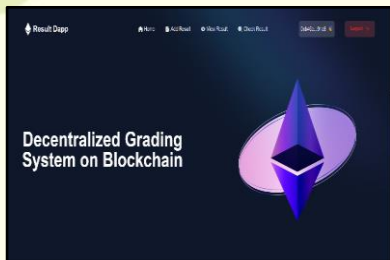 Result Dapp
Home Add Result View Result Check Result
Decentralized Grading
System on Blockchain